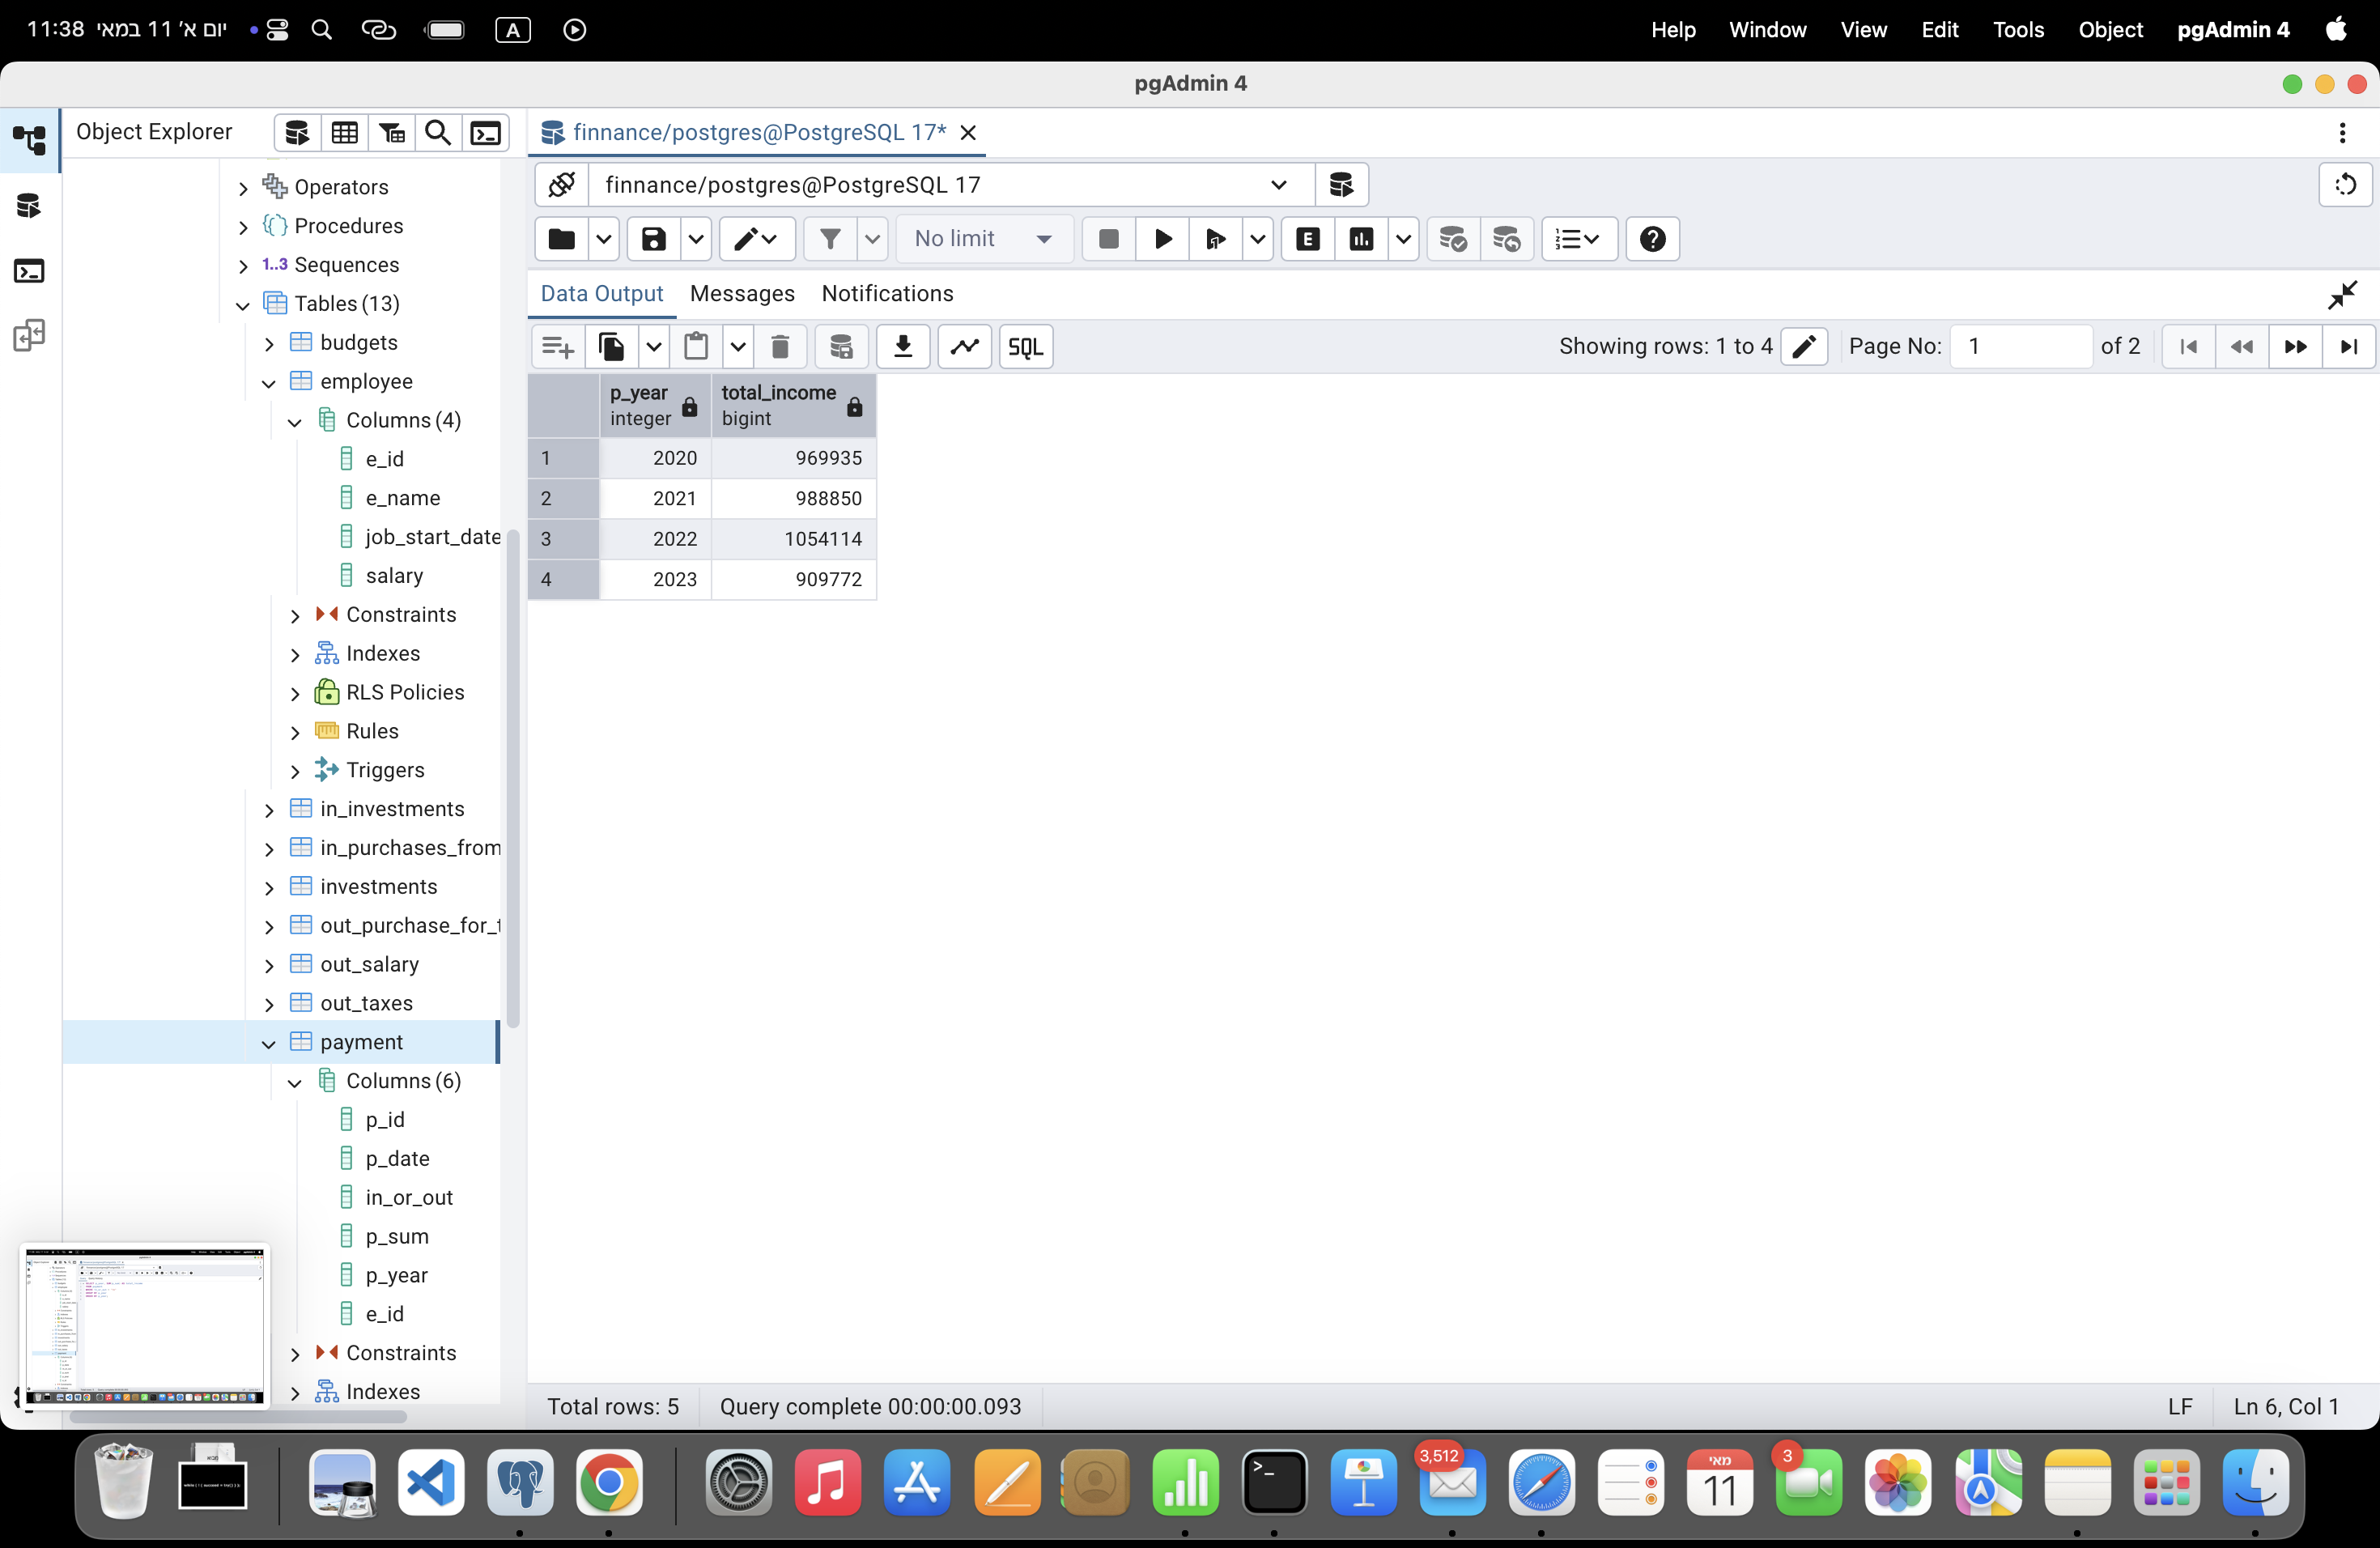 11:38 יום א׳ 11 במאי A Help Window View Edit Tools Object pgAdmin 4
pgAdmin 4
Object Explorer
finnance/postgres@PostgreSQL 17*
finnance/postgres@PostgreSQL 17
No limit
E
Data Output Messages Notifications
SQL
Showing rows: 1 to 4 Page No: 1 of 2
Operators
Procedures
1..3 Sequences
Tables (13)
budgets
employee
Columns (4)
e_id
e_name
job_start_date
salary
Constraints
Indexes
RLS Policies
Rules
Triggers
in_investments
in_purchases_from
investments
out_purchase_for_t
out_salary
out_taxes
payment
Columns (6)
p_id
p_date
in_or_out
p_sum
p_year
e_id
Constraints
Indexes
p_year integer total_income bigint
1 2020 969935
2 2021 988850
3 2022 1054114
4 2023 909772
Total rows: 5 Query complete 00:00:00.093 LF Ln 6, Col 1
3,512
מאי
11
3